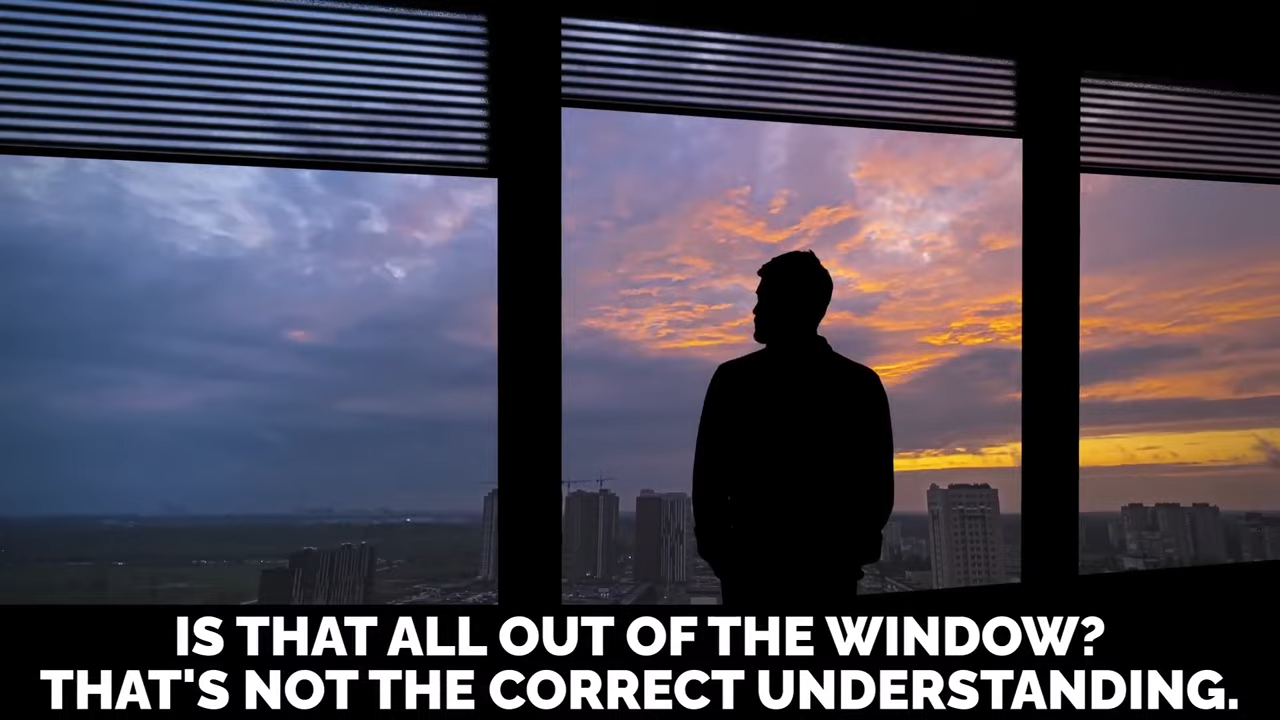 IS THAT ALL OUT OF THE WINDOW?
THAT'S NOT THE CORRECT UNDERSTANDING.